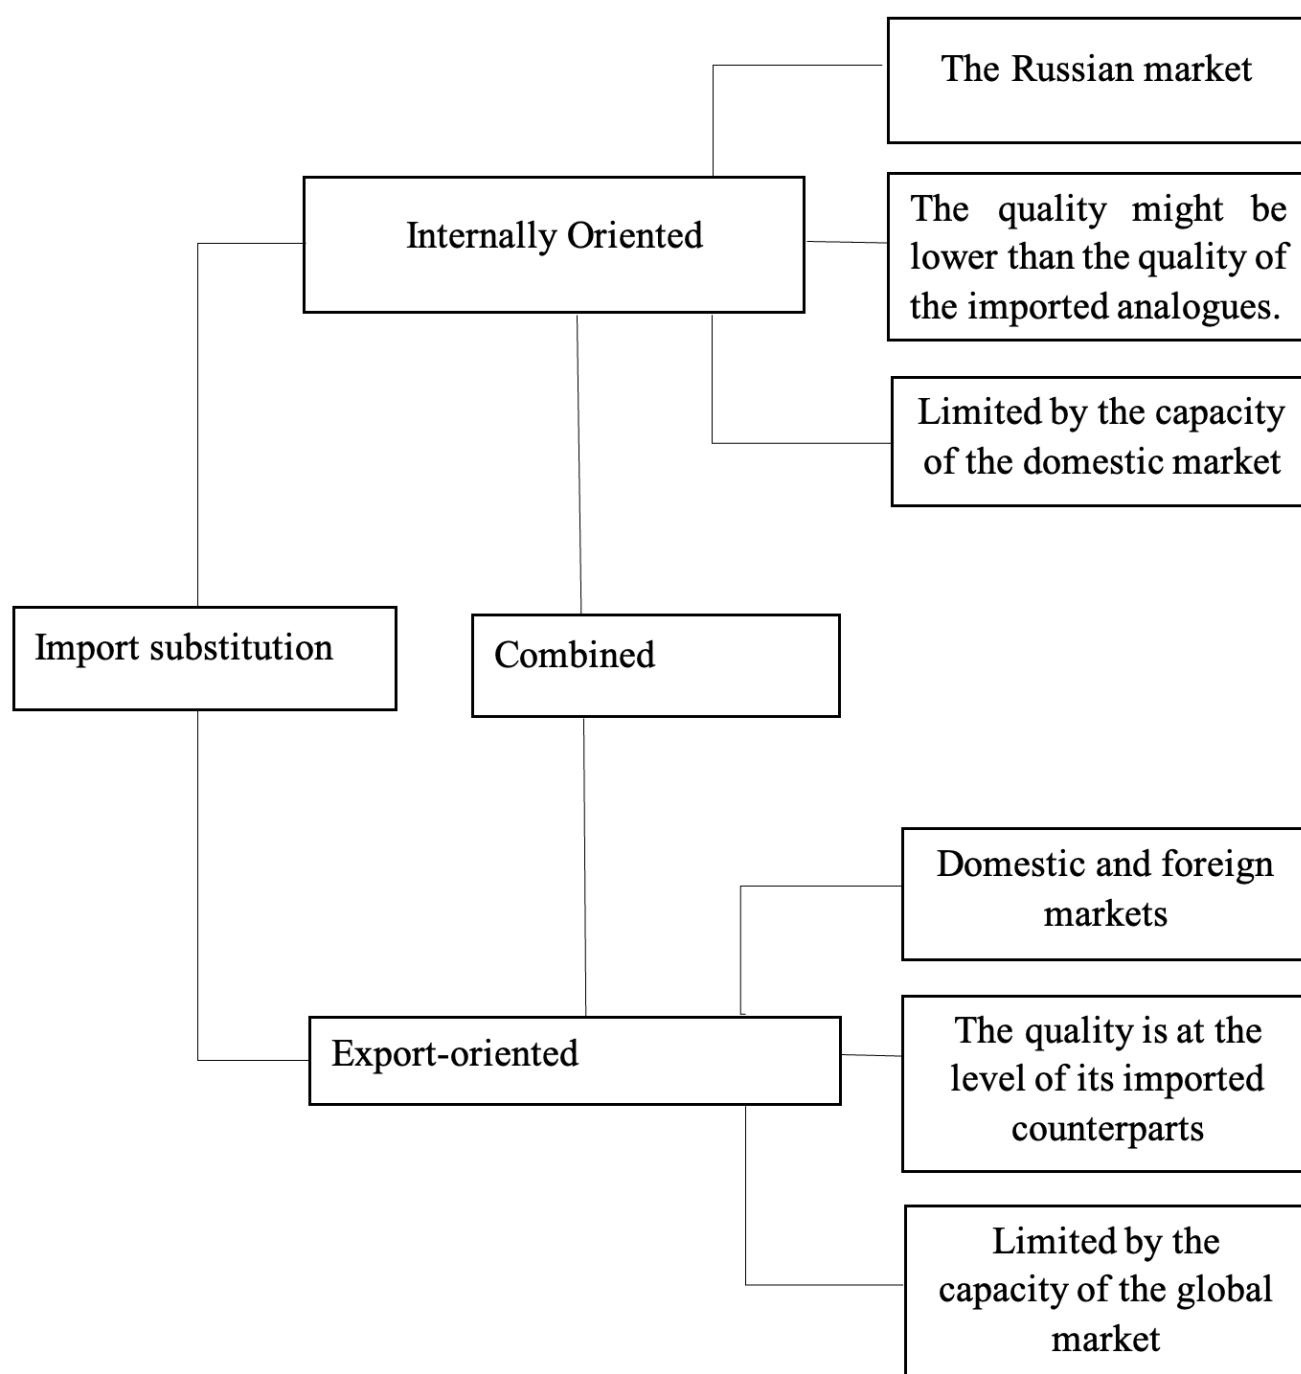 The Russian market
Internally Oriented
The quality might be
lower than the quality of
the imported analogues.
Limited by the capacity
of the domestic market
Import substitution
Combined
Domestic and foreign
markets
Export-oriented
The quality is at the
level of its imported
counterparts
Limited by the
capacity of the global
market